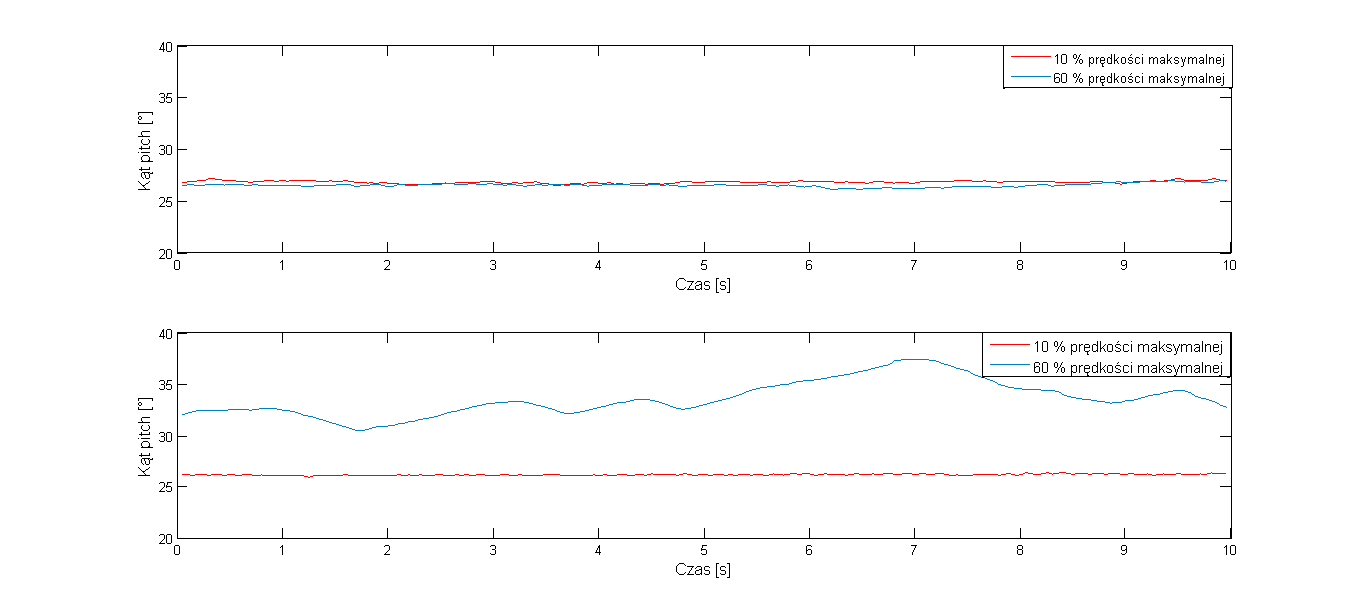 40
35
30
25
20
Kąt pitch [°]
10 % prędkości maksymalnej
60 % prędkości maksymalnej
0 1 2 3 4 5 6 7 8 9 10
Czas [s]
40
35
30
25
20
Kąt pitch [°]
10 % prędkości maksymalnej
60 % prędkości maksymalnej
0 1 2 3 4 5 6 7 8 9 10
Czas [s]